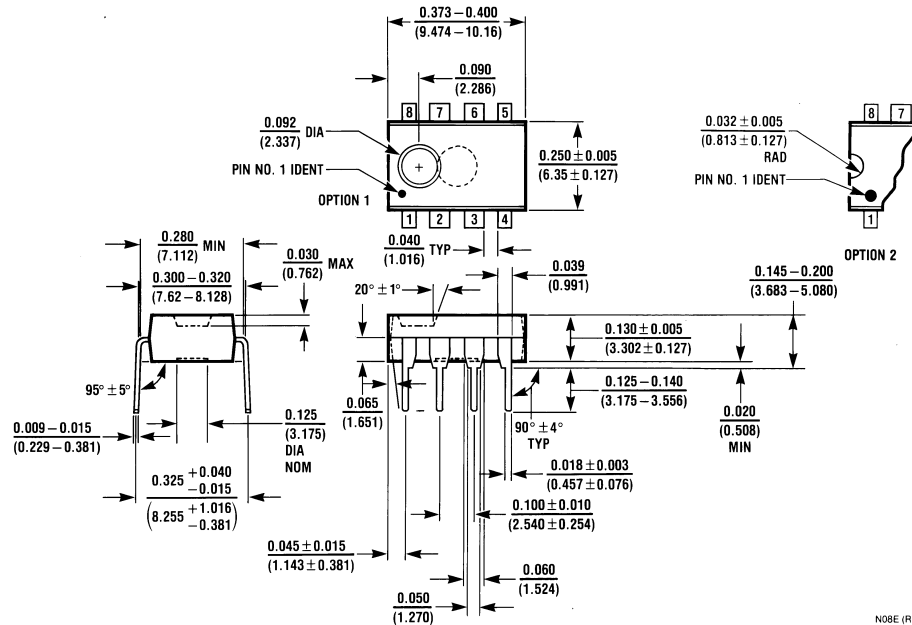 0.373 – 0.400
(9.474 – 10.16)
0.090
(2.286)
8 7 6 5
8 7
0.092
(2.337)
DIA
0.032 ± 0.005
(0.813 ± 0.127)
RAD
0.250 ± 0.005
(6.35 ± 0.127)
PIN NO. 1 IDENT
PIN NO. 1 IDENT
OPTION 1
1 2 3 4
1
OPTION 2
0.280
(7.112)
MIN
0.030
(0.762)
MAX
0.040
(1.016)
TYP
0.300 – 0.320
(7.62 – 8.128)
20° ± 1°
0.039
(0.991)
0.145 – 0.200
(3.683 – 5.080)
0.130 ± 0.005
(3.302 ± 0.127)
95° ± 5°
0.065
(1.651)
0.125 – 0.140
(3.175 – 3.556)
90° ± 4°
TYP
0.020
(0.508)
MIN
0.009 – 0.015
(0.229 – 0.381)
0.125
(3.175)
DIA
NOM
0.018 ± 0.003
(0.457 ± 0.076)
0.325 +0.040 -0.015
(8.255 +1.016 -0.381)
0.100 ± 0.010
(2.540 ± 0.254)
0.045 ± 0.015
(1.143 ± 0.381)
0.060
(1.524)
0.050
(1.270)
N08E (R